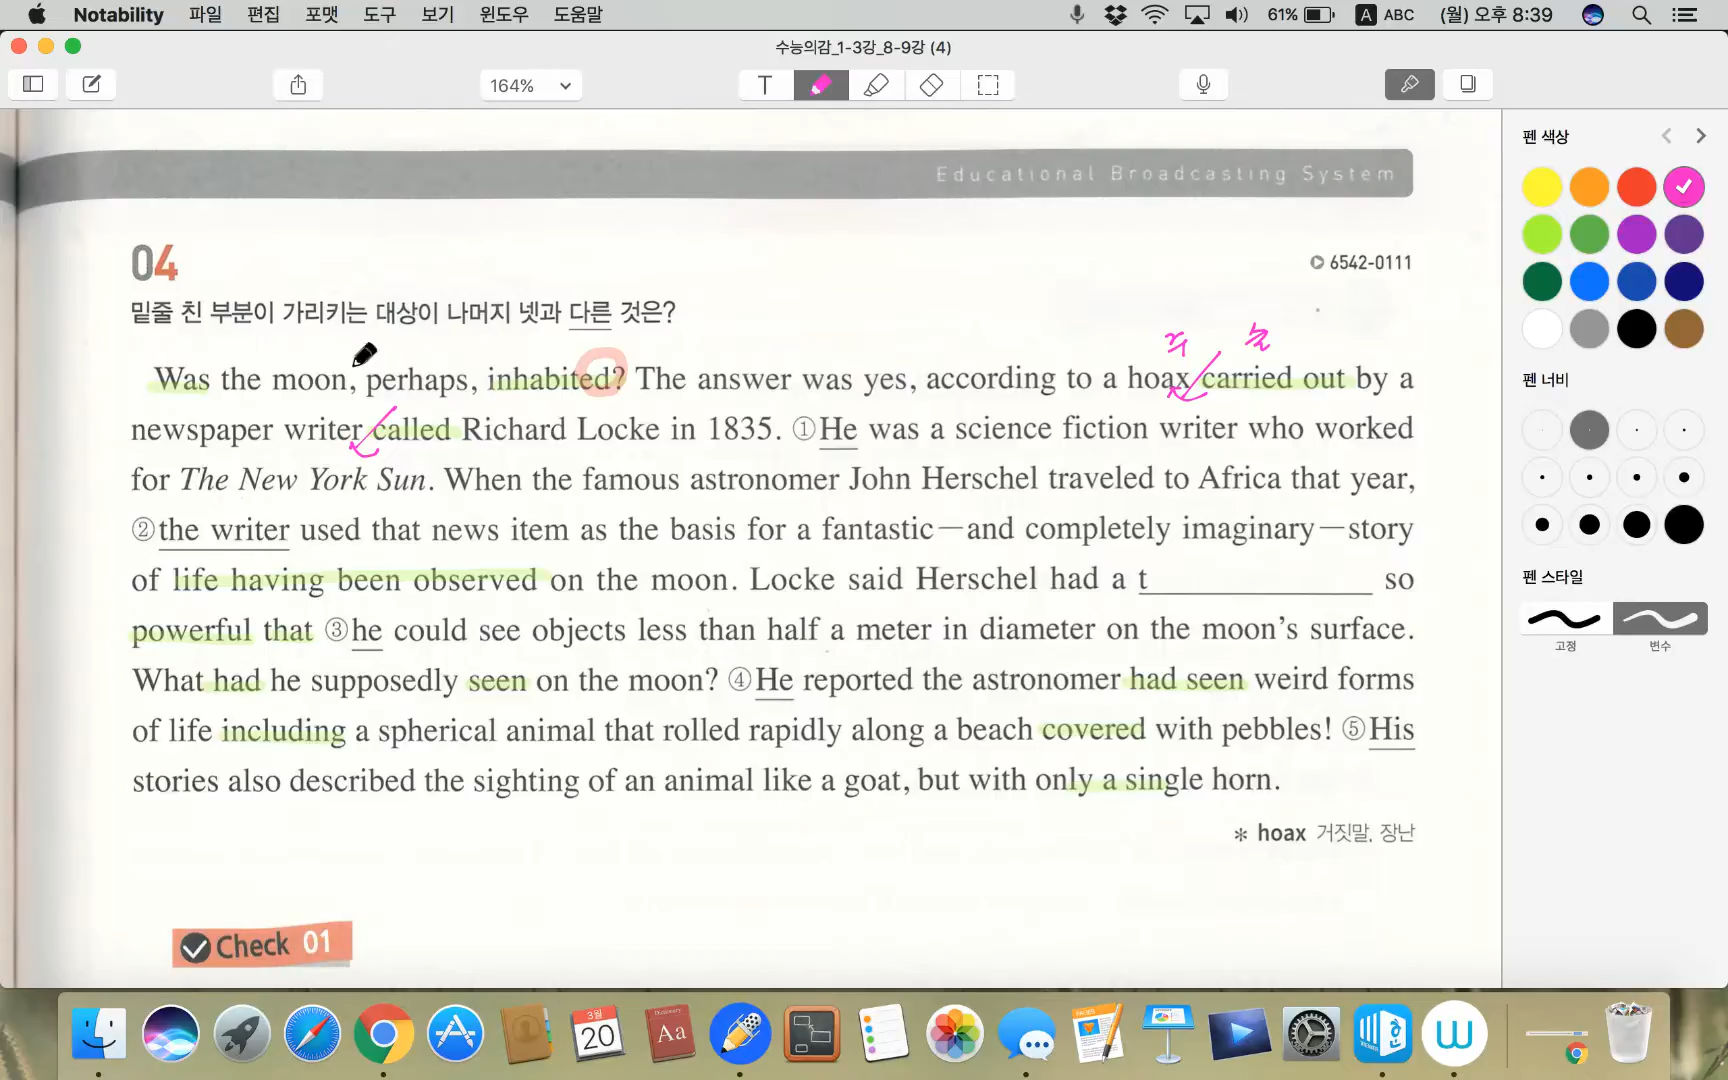 Notability 파일 편집 포맷 도구 보기 윈도우 도움말 61% A ABC (월) 오후 8:39
수능의감_1-3강_8-9강 (4)
164% T
펜 색상
Educational Broadcasting System
04
6542-0111
밑줄 친 부분이 가리키는 대상이 나머지 넷과 다른 것은?
Was the moon, perhaps, inhabited? The answer was yes, according to a hoax carried out by a
newspaper writer called Richard Locke in 1835. ①He was a science fiction writer who worked
for The New York Sun. When the famous astronomer John Herschel traveled to Africa that year,
②the writer used that news item as the basis for a fantastic—and completely imaginary—story
of life having been observed on the moon. Locke said Herschel had a t____________ so
powerful that ③he could see objects less than half a meter in diameter on the moon's surface.
What had he supposedly seen on the moon? ④He reported the astronomer had seen weird forms
of life including a spherical animal that rolled rapidly along a beach covered with pebbles! ⑤His
stories also described the sighting of an animal like a goat, but with only a single horn.
* hoax 거짓말, 장난
Check 01
펜 너비
펜 스타일
고정 변수
3월
20
Dictionary
Aa
PAGES
W